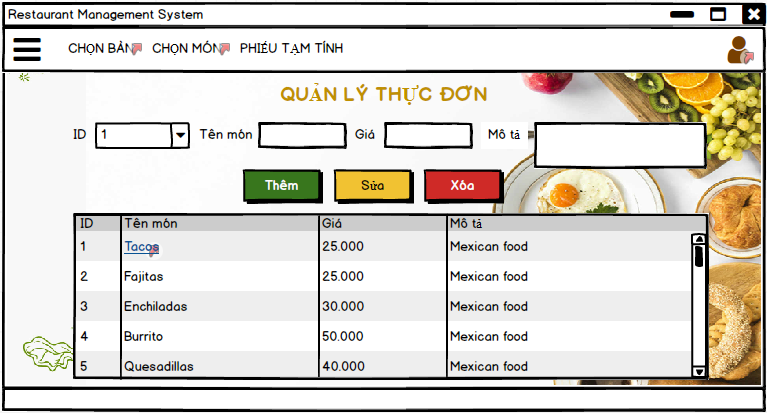 Restaurant Management System
CHỌN BÀN CHỌN MÓN PHIẾU TẠM TÍNH
QUẢN LÝ THỰC ĐƠN
ID 1 Tên món Giá Mô tả
Thêm Sửa Xóa
ID Tên món Giá Mô tả
1 Tacos 25.000 Mexican food
2 Fajitas 25.000 Mexican food
3 Enchiladas 30.000 Mexican food
4 Burrito 50.000 Mexican food
5 Quesadillas 40.000 Mexican food